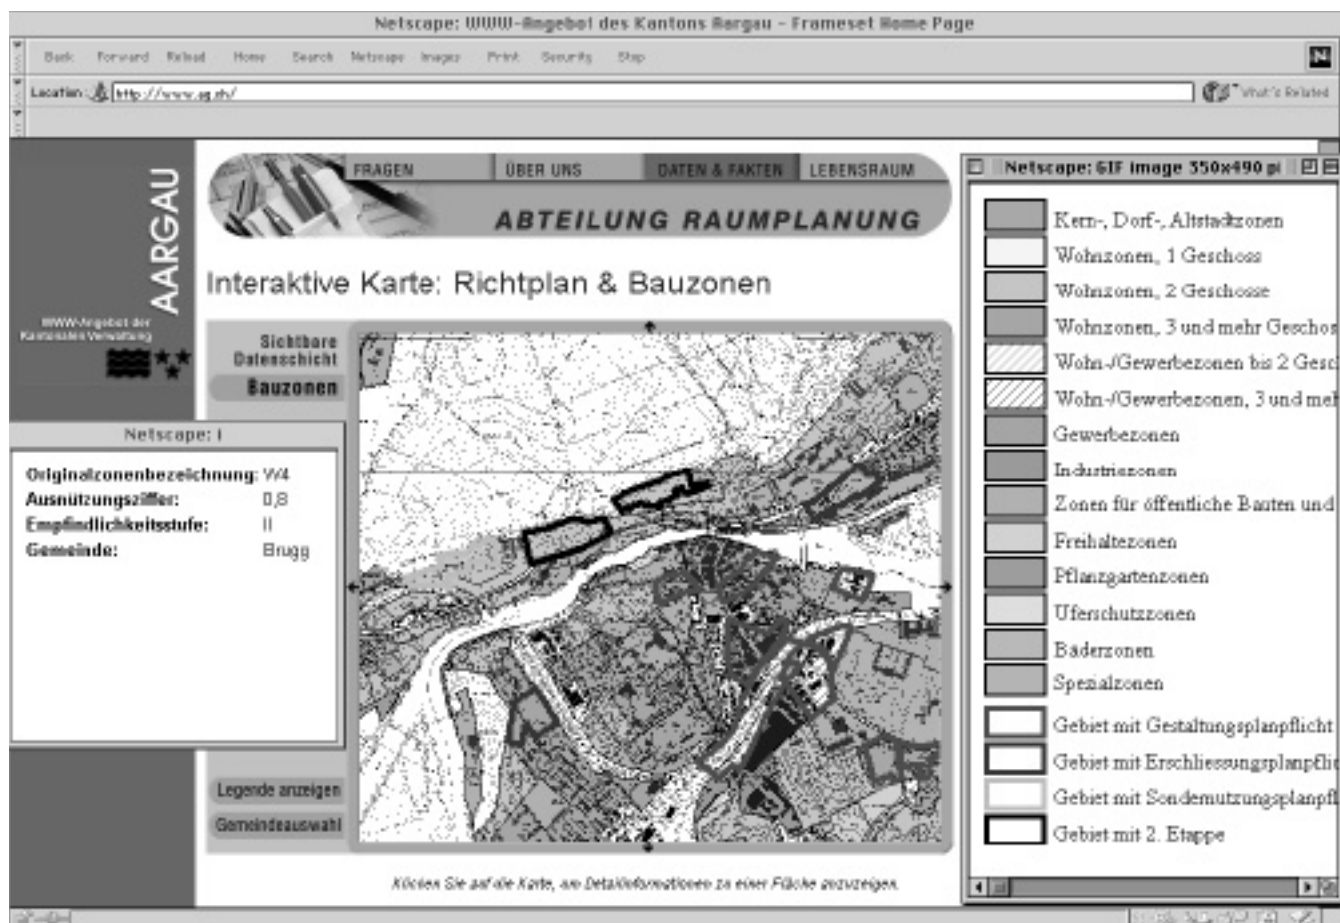 Netscape: WWW-Angebot des Kantons Aargau - Frameset Home Page
Back Forward Reload Home Search Netscape Images Print Security Stop
Location: http://www.ag.ch/ What's Related
AARGAU
WWW-Angebot der
Kantonalen Verwaltung
FRAGEN ÜBER UNS DATEN & FAKTEN LEBENSRAUM
ABTEILUNG RAUMPLANUNG
Interaktive Karte: Richtplan & Bauzonen
Sichtbare
Datenschicht
Bauzonen
Netscape: i
Originalzonenbezeichnung: W4
Ausnützungsziffer: 0,8
Empfindlichkeitsstufe: II
Gemeinde: Brugg
Legende anzeigen
Gemeindeauswahl
Klicken Sie auf die Karte, um Detailinformationen zu einer Fläche anzuzeigen.
Netscape: GIF image 350x490 pi
Kern-, Dorf-, Altstadtzonen
Wohnzonen, 1 Geschoss
Wohnzonen, 2 Geschosse
Wohnzonen, 3 und mehr Geschos
Wohn-/Gewerbezonen bis 2 Gesc
Wohn-/Gewerbezonen, 3 und meh
Gewerbezonen
Industriezonen
Zonen für öffentliche Bauten und
Freihaltezonen
Pflanzgartenzonen
Uferschutzzonen
Bäderzonen
Spezialzonen
Gebiet mit Gestaltungsplanpflicht
Gebiet mit Erschliessungsplanpflic
Gebiet mit Sondernutzungsplanpfl
Gebiet mit 2. Etappe